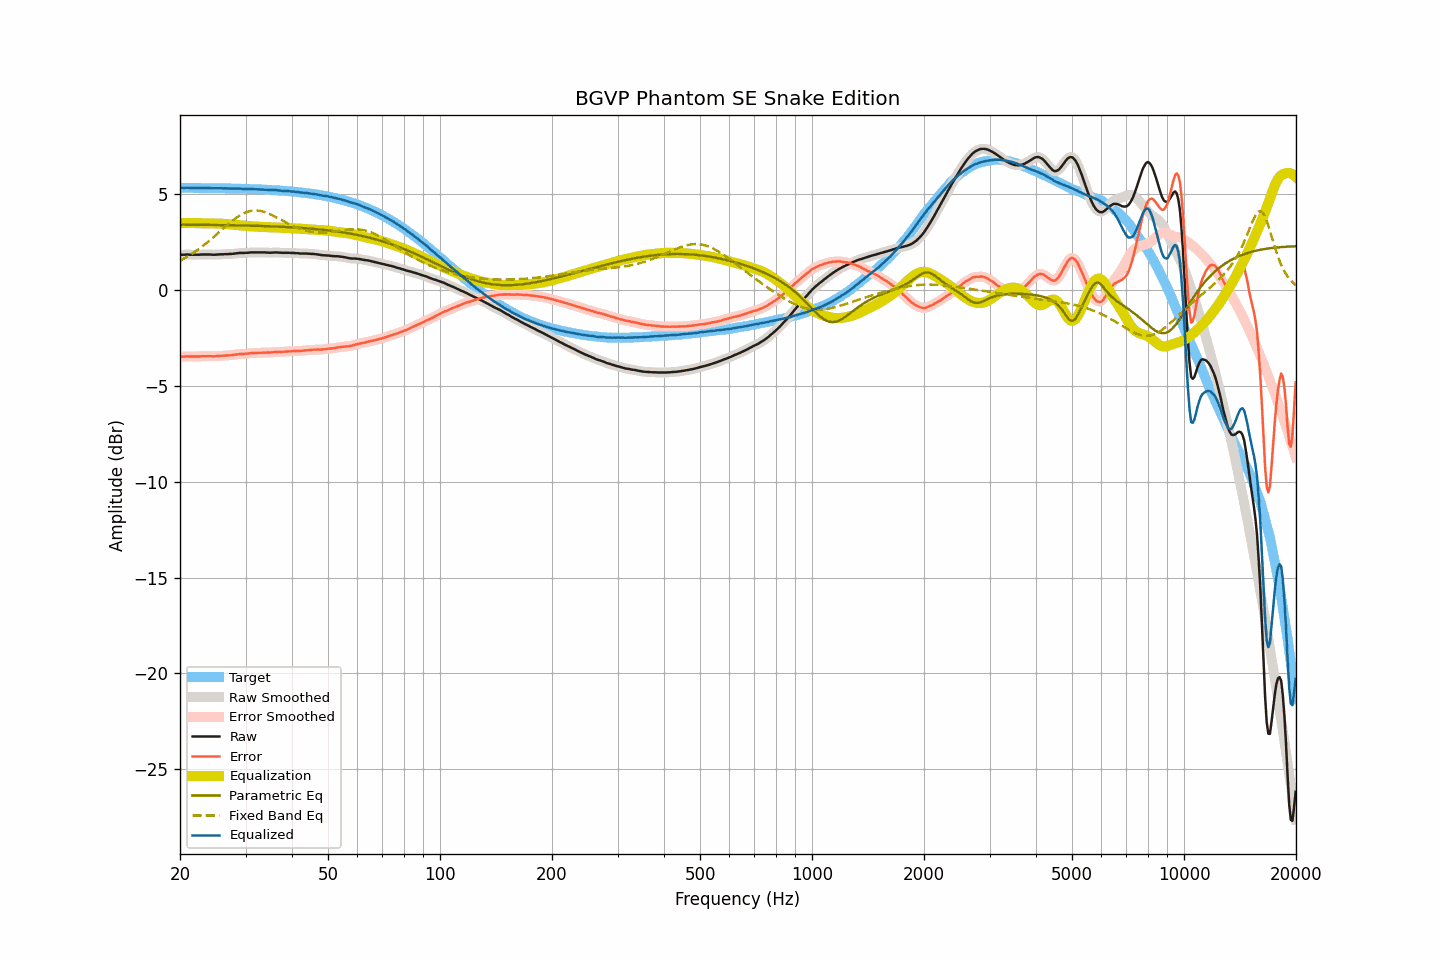 BGVP Phantom SE Snake Edition
Amplitude (dBr)
5
0
−5
−10
−15
−20
−25
Target
Raw Smoothed
Error Smoothed
Raw
Error
Equalization
Parametric Eq
Fixed Band Eq
Equalized
20 50 100 200 500 1000 2000 5000 10000 20000
Frequency (Hz)